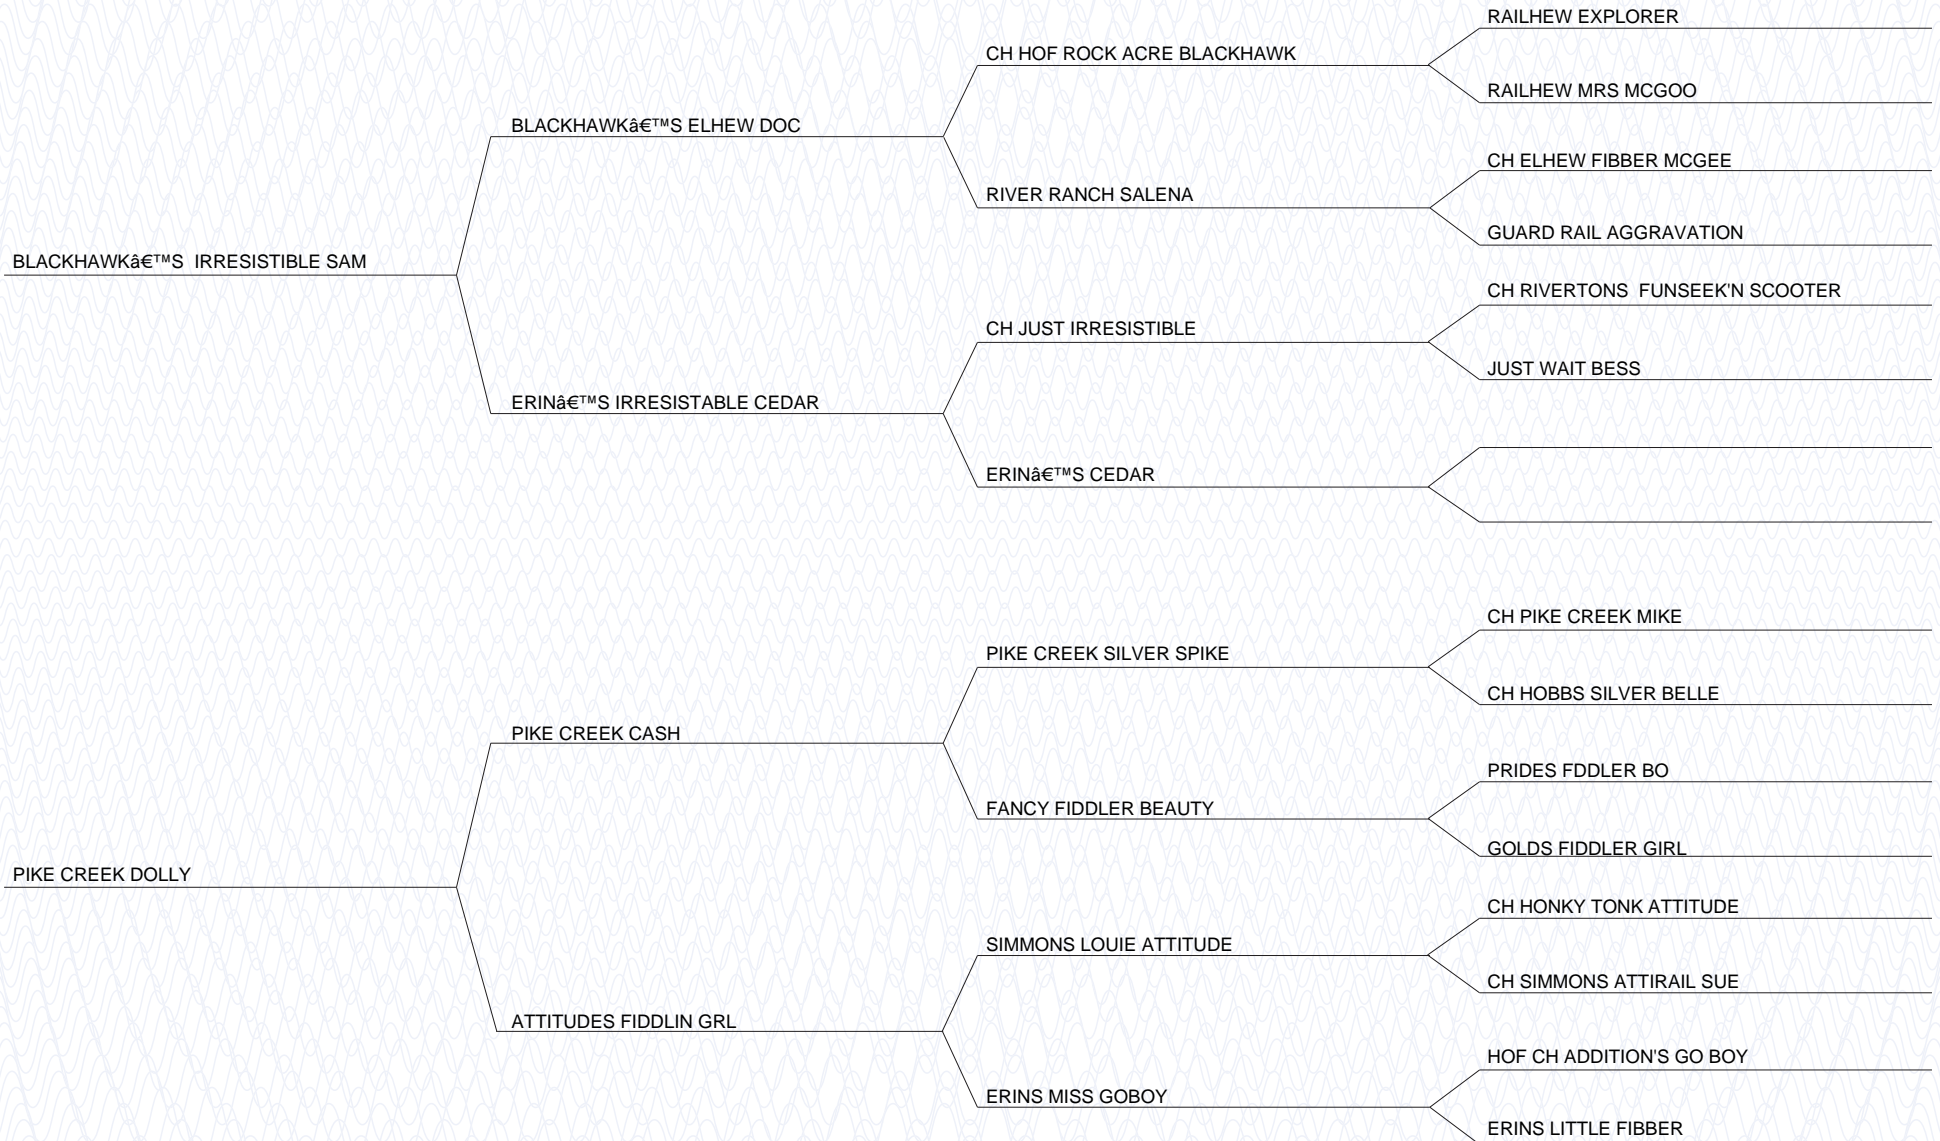 RAILHEW EXPLORER
CH HOF ROCK ACRE BLACKHAWK
RAILHEW MRS MCGOO
BLACKHAWKâ€™S ELHEW DOC
CH ELHEW FIBBER MCGEE
RIVER RANCH SALENA
GUARD RAIL AGGRAVATION
BLACKHAWKâ€™S  IRRESISTIBLE SAM
CH RIVERTONS  FUNSEEK'N SCOOTER
CH JUST IRRESISTIBLE
JUST WAIT BESS
ERINâ€™S IRRESISTABLE CEDAR
ERINâ€™S CEDAR
CH PIKE CREEK MIKE
PIKE CREEK SILVER SPIKE
CH HOBBS SILVER BELLE
PIKE CREEK CASH
PRIDES FDDLER BO
FANCY FIDDLER BEAUTY
GOLDS FIDDLER GIRL
PIKE CREEK DOLLY
CH HONKY TONK ATTITUDE
SIMMONS LOUIE ATTITUDE
CH SIMMONS ATTIRAIL SUE
ATTITUDES FIDDLIN GRL
HOF CH ADDITION'S GO BOY
ERINS MISS GOBOY
ERINS LITTLE FIBBER